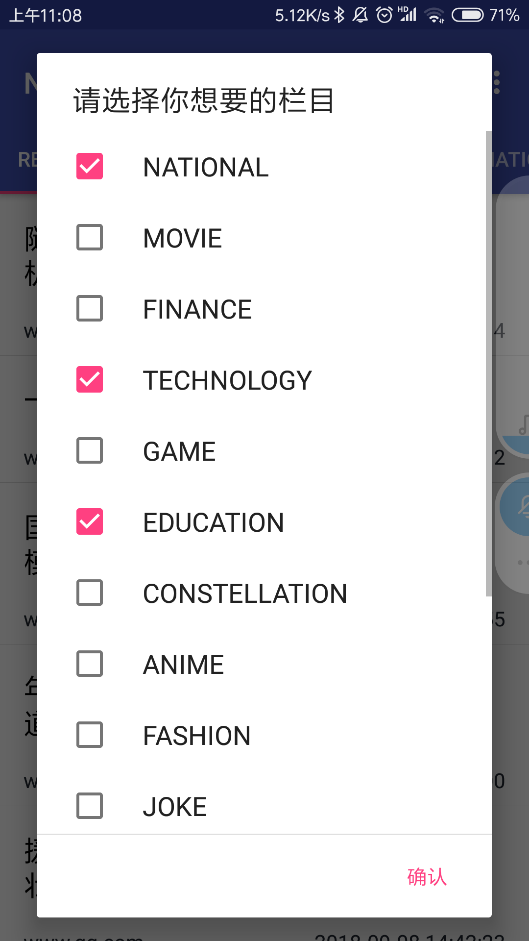 上午11:08
5.12K/s
HD
71%
请选择你想要的栏目
NATIONAL
MOVIE
FINANCE
TECHNOLOGY
GAME
EDUCATION
CONSTELLATION
ANIME
FASHION
JOKE
确认